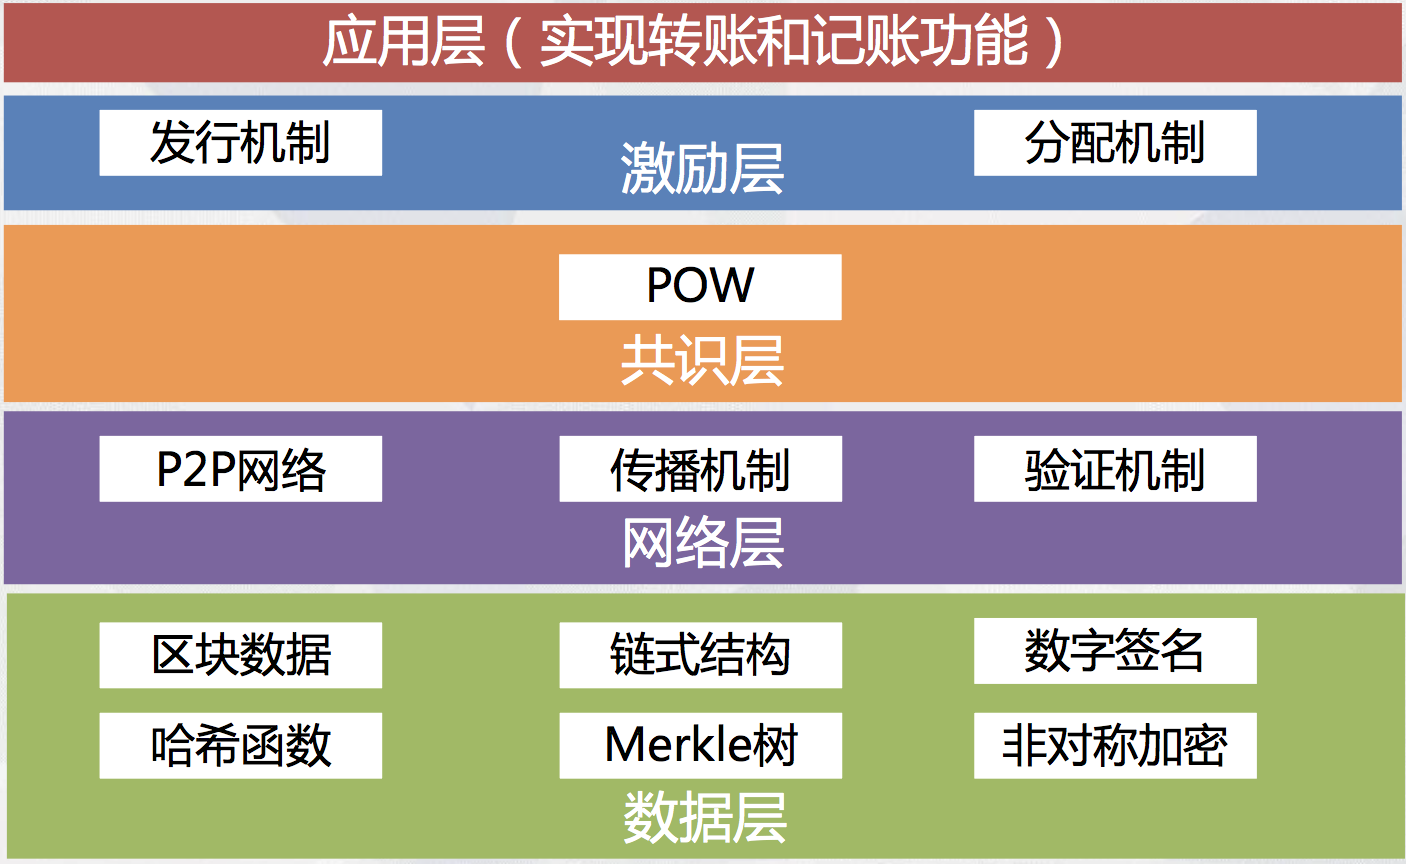 应用层（实现转账和记账功能）
发行机制
分配机制
激励层
POW
共识层
P2P网络
传播机制
验证机制
网络层
区块数据
链式结构
数字签名
哈希函数
Merkle树
非对称加密
数据层